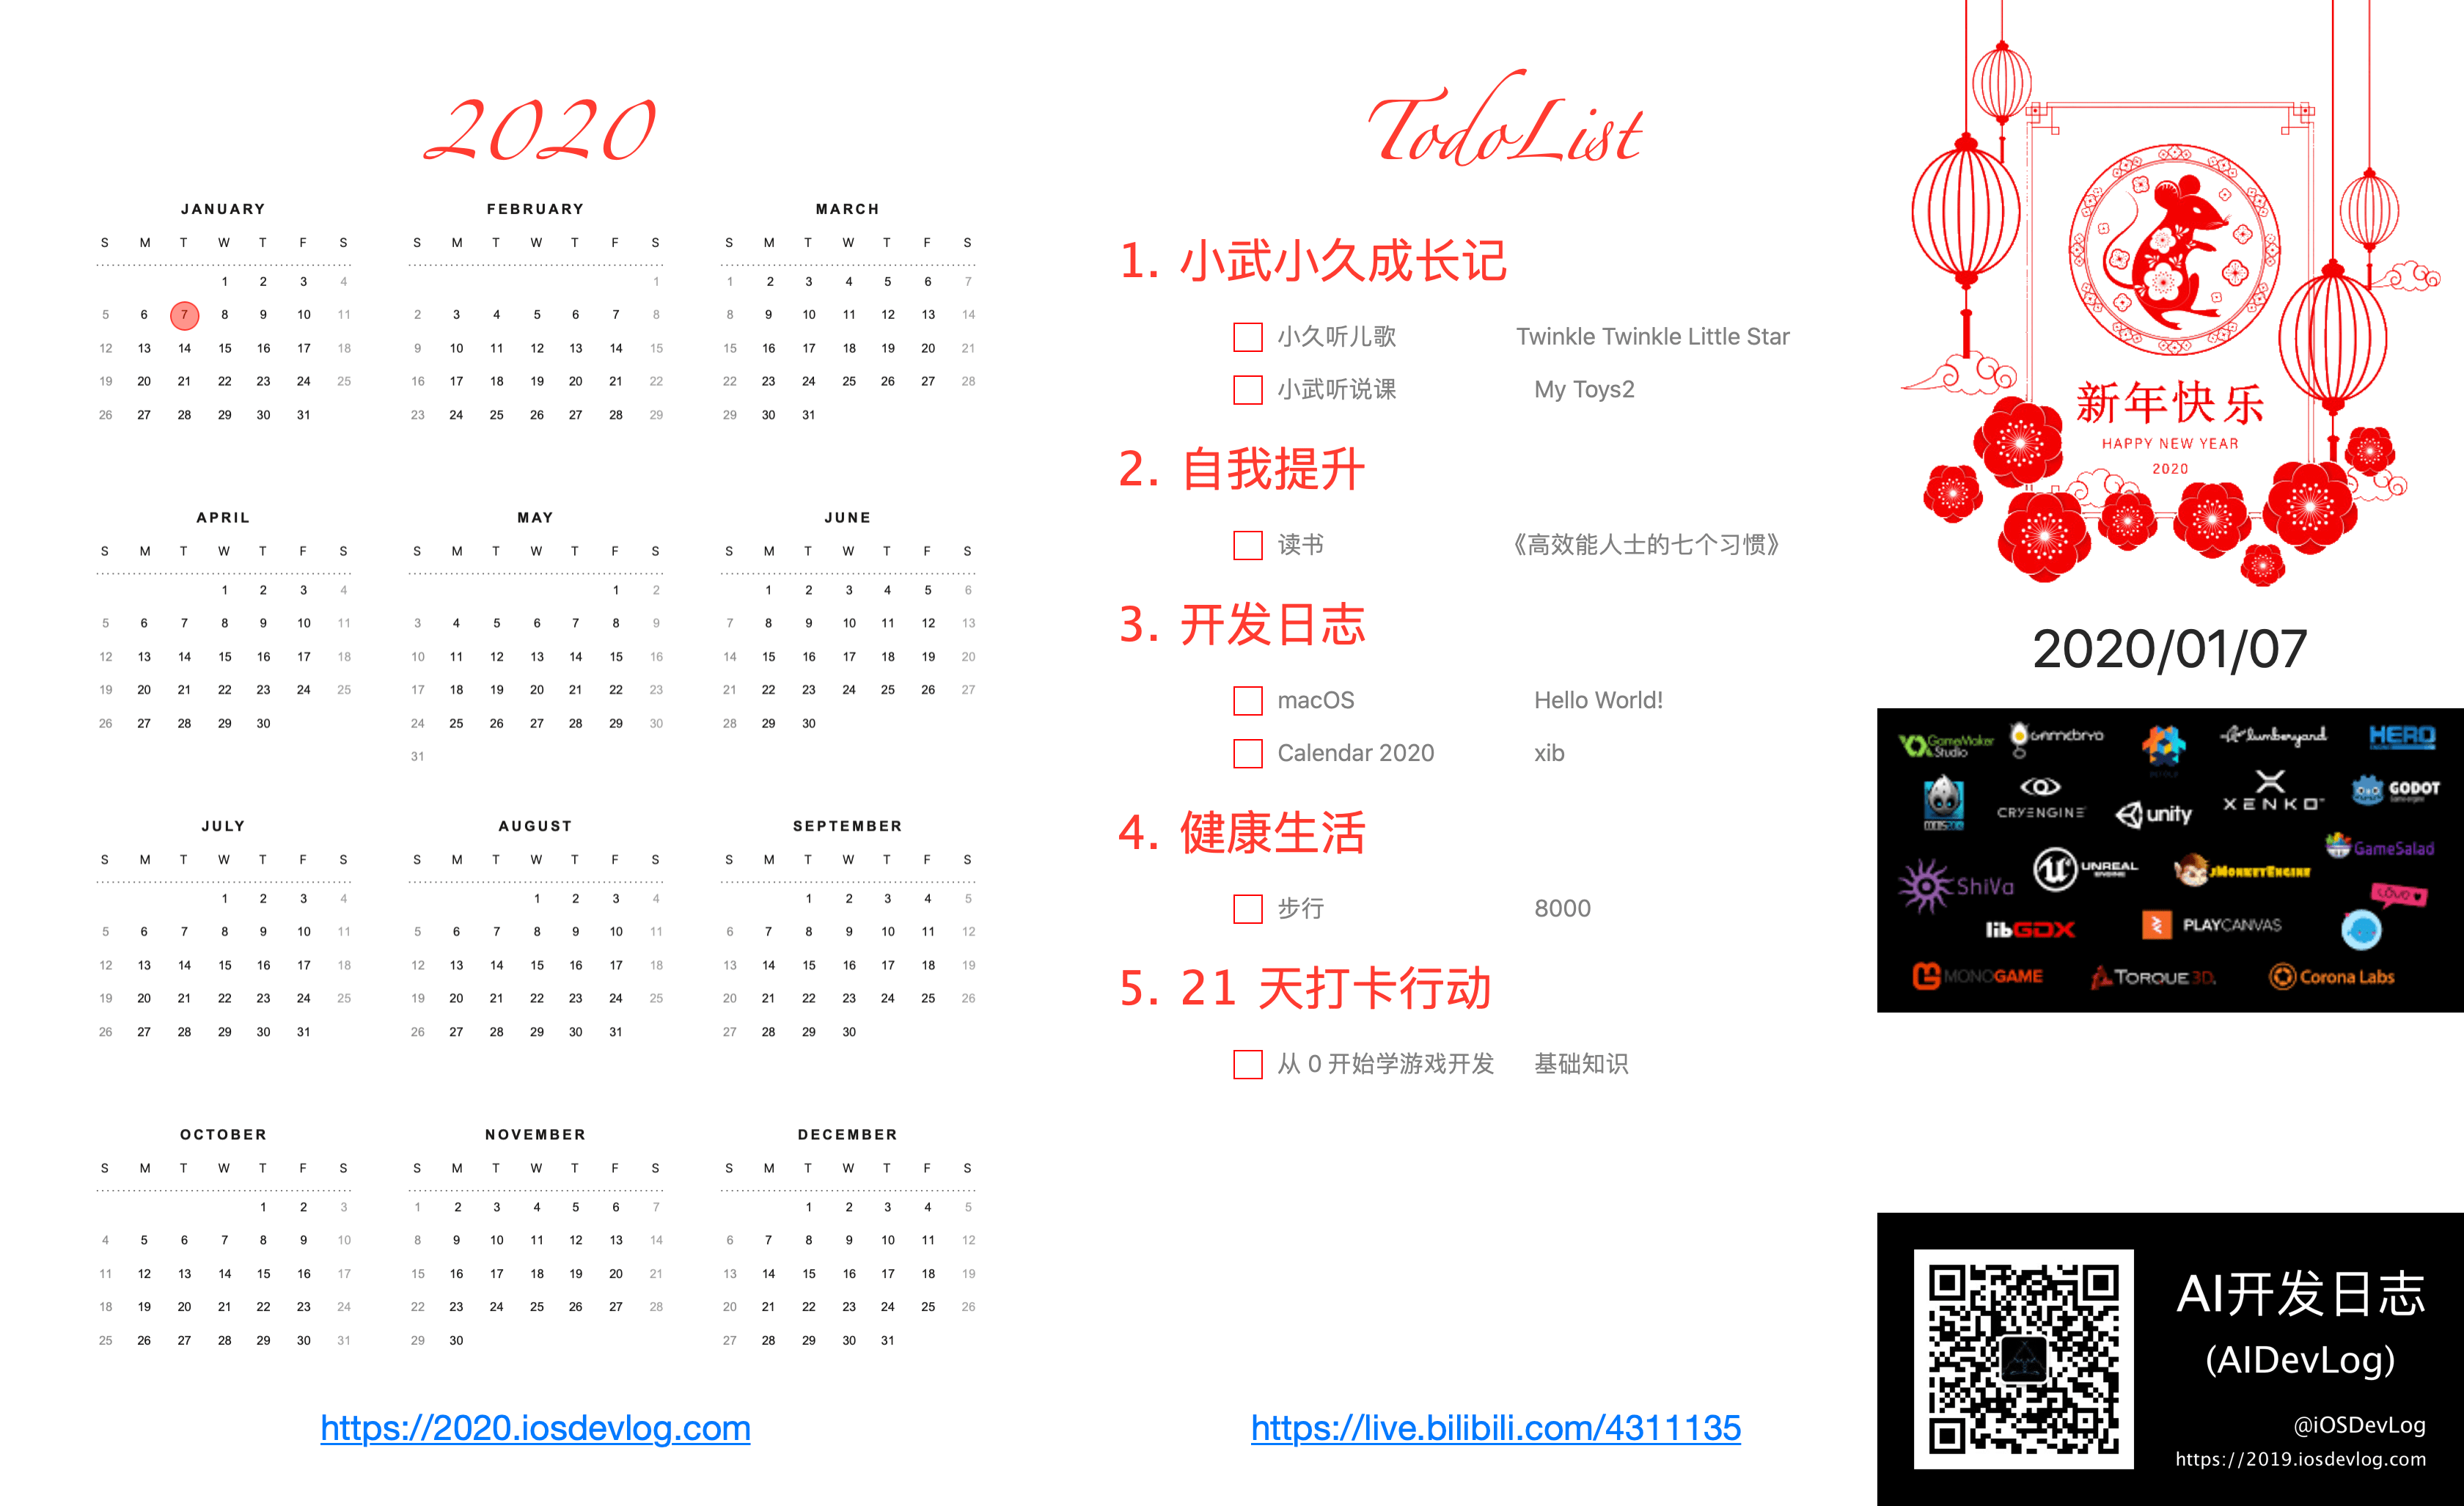 2020
JANUARY
S M T W T F S
1 2 3 4
5 6 7 8 9 10 11
12 13 14 15 16 17 18
19 20 21 22 23 24 25
26 27 28 29 30 31
FEBRUARY
S M T W T F S
1
2 3 4 5 6 7 8
9 10 11 12 13 14 15
16 17 18 19 20 21 22
23 24 25 26 27 28 29
MARCH
S M T W T F S
1 2 3 4 5 6 7
8 9 10 11 12 13 14
15 16 17 18 19 20 21
22 23 24 25 26 27 28
29 30 31
APRIL
S M T W T F S
1 2 3 4
5 6 7 8 9 10 11
12 13 14 15 16 17 18
19 20 21 22 23 24 25
26 27 28 29 30
MAY
S M T W T F S
1 2
3 4 5 6 7 8 9
10 11 12 13 14 15 16
17 18 19 20 21 22 23
24 25 26 27 28 29 30
31
JUNE
S M T W T F S
1 2 3 4 5 6
7 8 9 10 11 12 13
14 15 16 17 18 19 20
21 22 23 24 25 26 27
28 29 30
JULY
S M T W T F S
1 2 3 4
5 6 7 8 9 10 11
12 13 14 15 16 17 18
19 20 21 22 23 24 25
26 27 28 29 30 31
AUGUST
S M T W T F S
1 2 3 4
5 6 7 8 9 10 11
12 13 14 15 16 17 18
19 20 21 22 23 24 25
26 27 28 29 30 31
SEPTEMBER
S M T W T F S
1 2 3 4 5
6 7 8 9 10 11 12
13 14 15 16 17 18 19
20 21 22 23 24 25 26
27 28 29 30
OCTOBER
S M T W T F S
1 2 3
4 5 6 7 8 9 10
11 12 13 14 15 16 17
18 19 20 21 22 23 24
25 26 27 28 29 30 31
NOVEMBER
S M T W T F S
1 2 3 4 5 6 7
8 9 10 11 12 13 14
15 16 17 18 19 20 21
22 23 24 25 26 27 28
29 30
DECEMBER
S M T W T F S
1 2 3 4 5
6 7 8 9 10 11 12
13 14 15 16 17 18 19
20 21 22 23 24 25 26
27 28 29 30 31
https://2020.iosdevlog.com
TodoList
1. 小武小久成长记
小久听儿歌 Twinkle Twinkle Little Star
小武听说课 My Toys2
2. 自我提升
读书 《高效能人士的七个习惯》
3. 开发日志
macOS Hello World!
Calendar 2020 xib
4. 健康生活
步行 8000
5. 21 天打卡行动
从 0 开始学游戏开发 基础知识
https://live.bilibili.com/4311135
新年快乐
HAPPY NEW YEAR
2020
2020/01/07
GameMaker
Studio
Gamebryo
lumberyard
HERO
CRYENGINE
unity
XENKO
GODOT
GameSalad
ShiVa
UNREAL
ENGINE
jMonkeyEngine
LÖVE
libGDX
PLAYCANVAS
MONOGAME
TORQUE3D
Corona Labs
AI开发日志
(AIDevLog)
@iOSDevLog
https://2019.iosdevlog.com